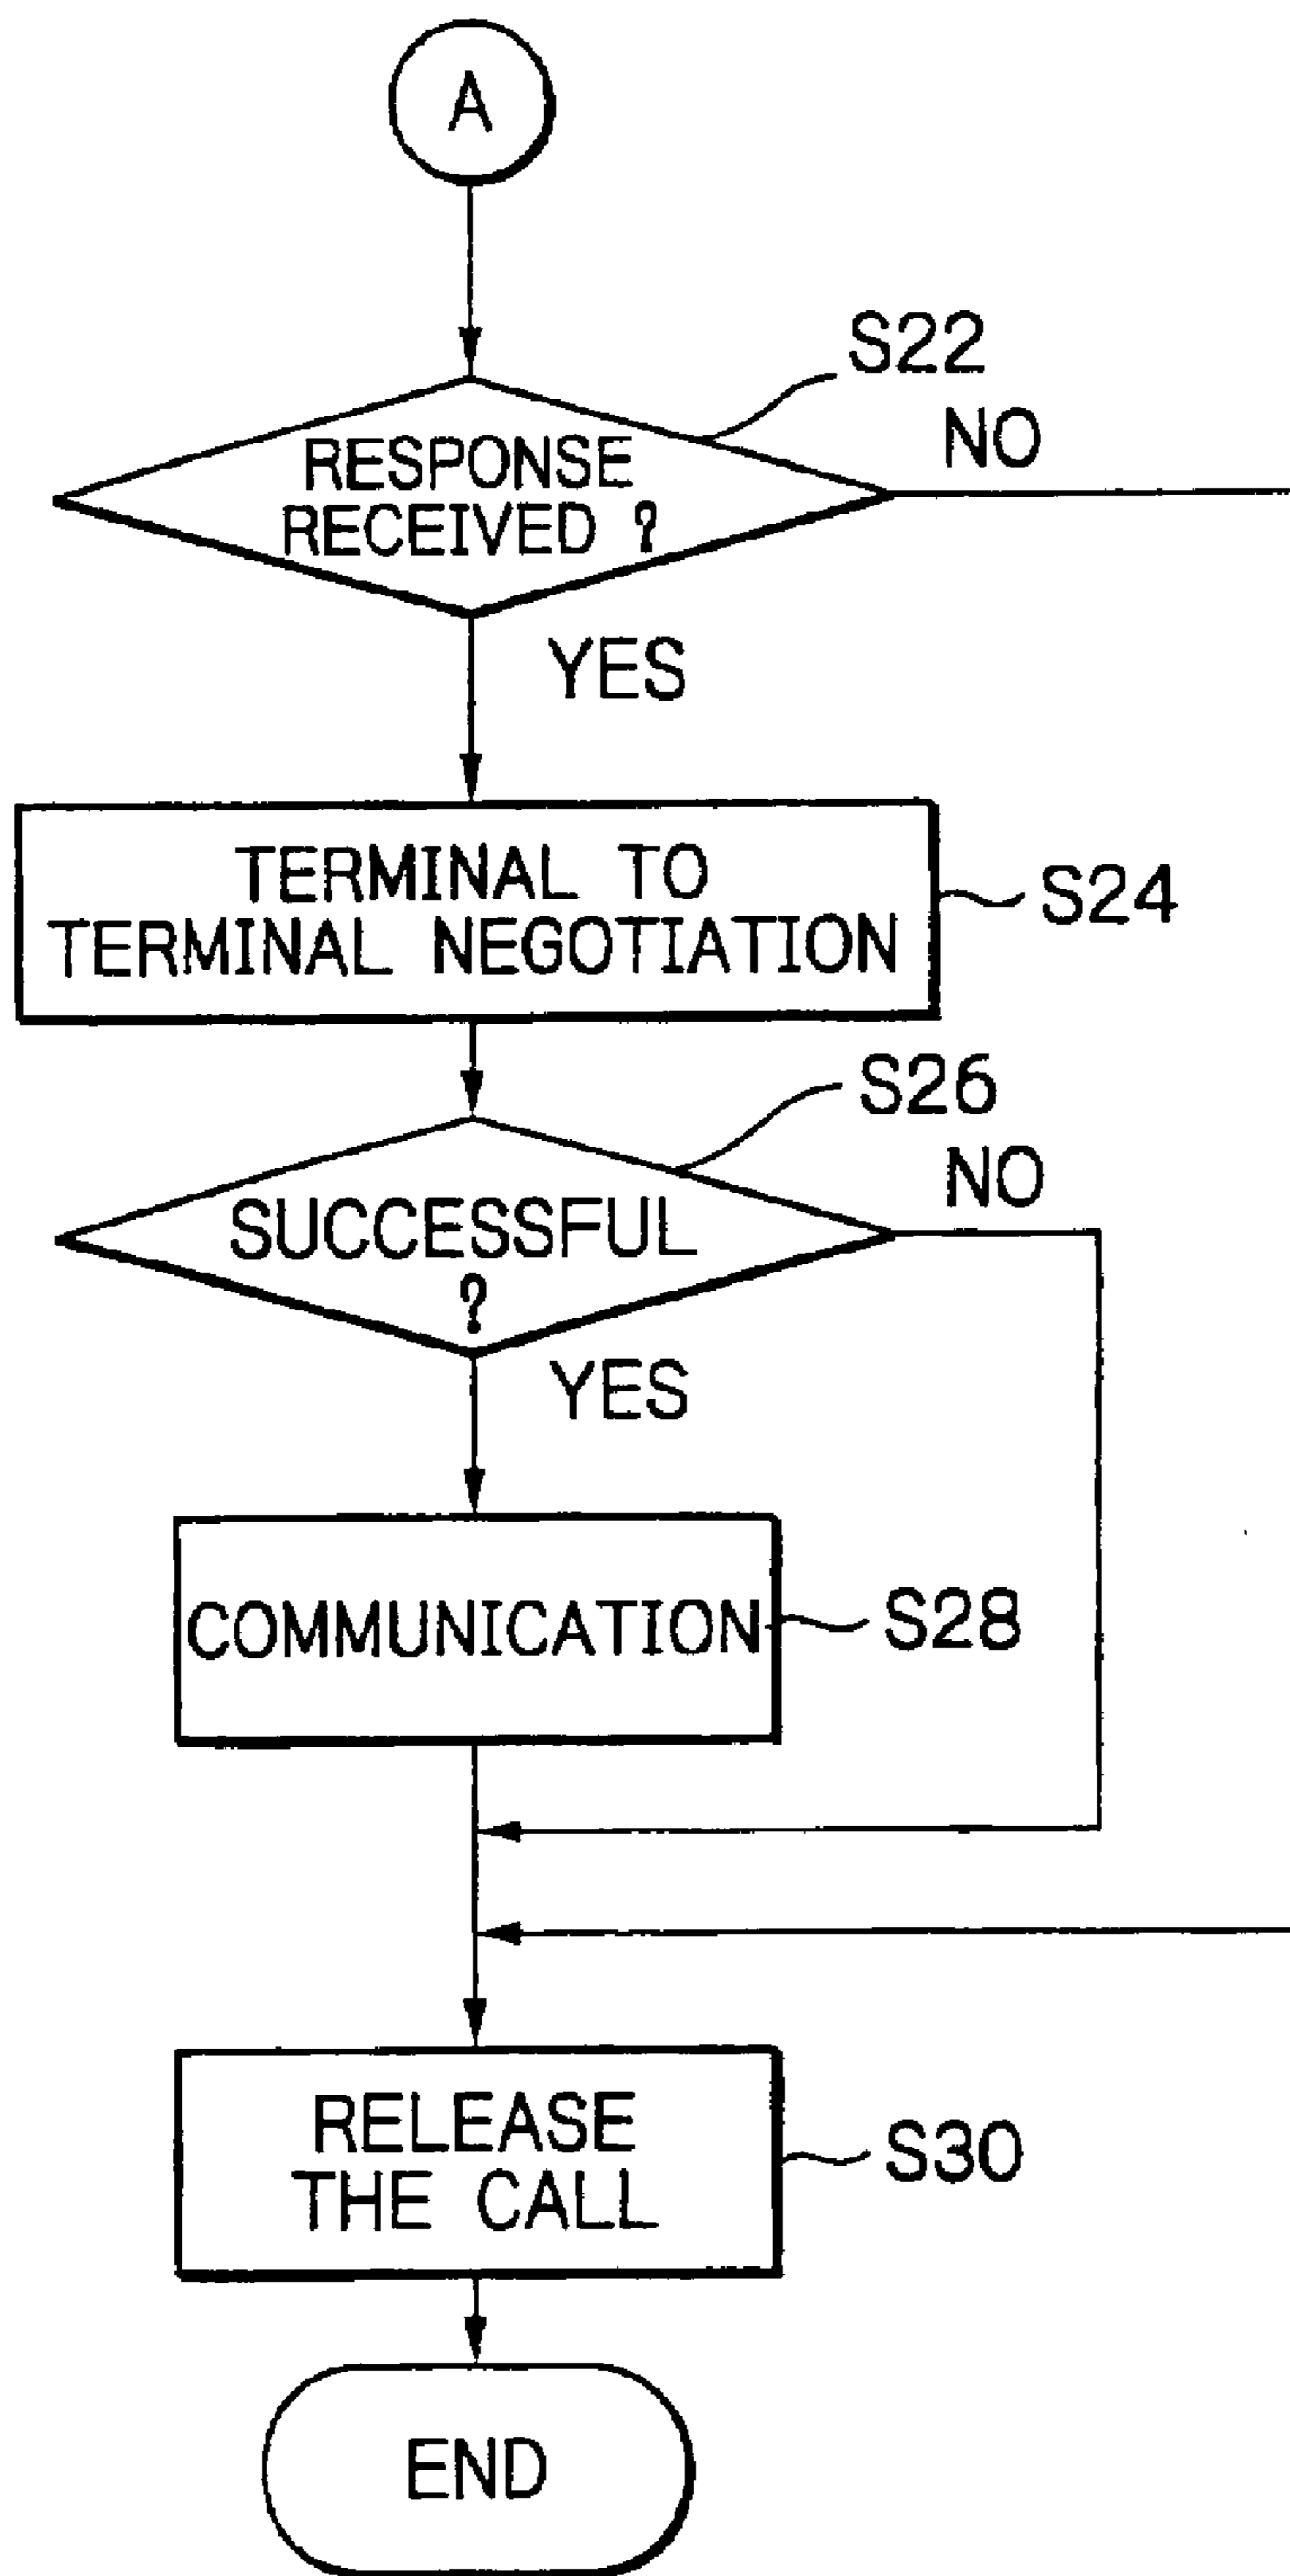 A
S22
RESPONSE
RECEIVED ?
NO
YES
TERMINAL TO
TERMINAL NEGOTIATION
S24
S26
NO
SUCCESSFUL
?
YES
COMMUNICATION
S28
RELEASE
THE CALL
S30
END